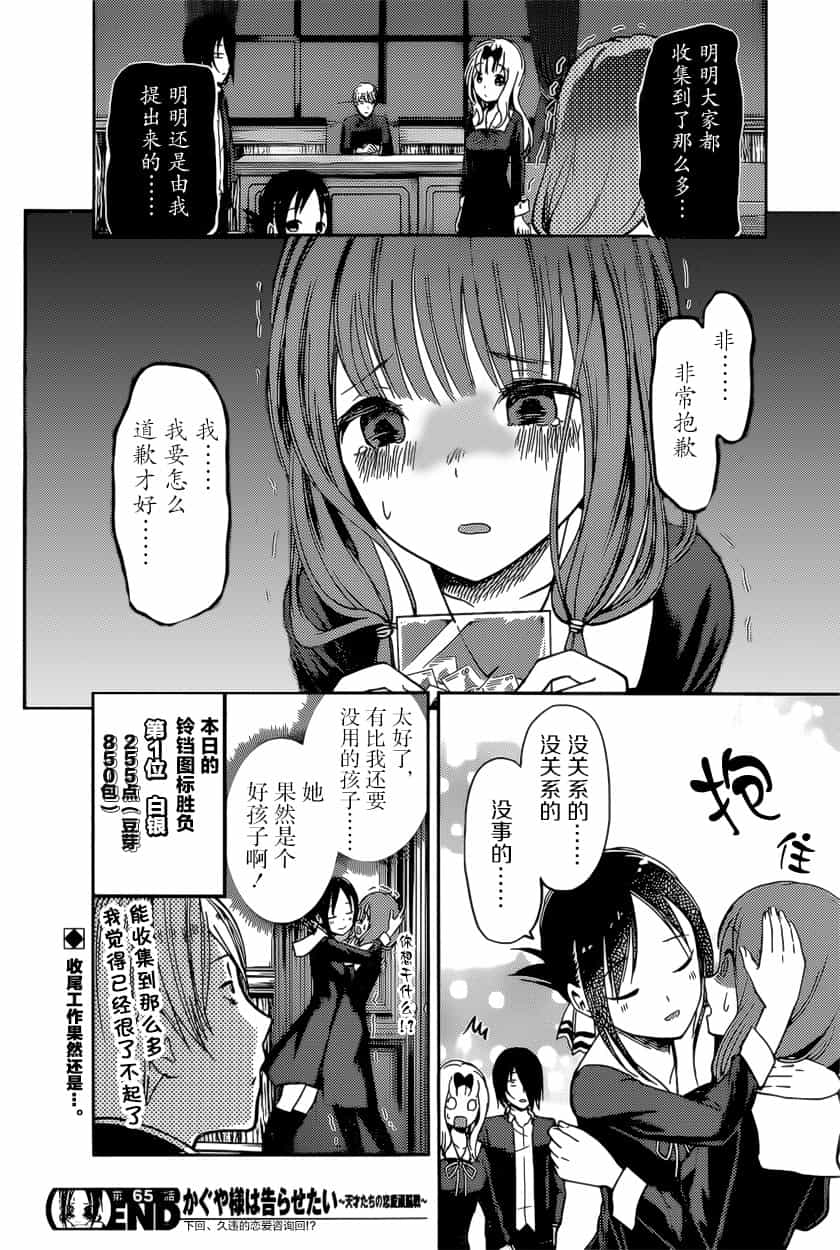 明明大家都
收集到了那么多…
明明还是由我
提出来的……
非……
非常抱歉
我……
我要怎么
道歉才好……
抱住
没关系的…
没关系的
……
没事的……
太好了，
有比我还要
没用的孩子……
她
果然是个
好孩子啊！
你想干什么！？
本日的
铃铛图标胜负
第1位 白银
255点（豆芽
850包）
能收集到那么多
我觉得已经很了不起了
◆收尾工作果然还是…。
第65话
END
かぐや様は告らせたい
～天才たちの恋愛頭脳戦～
下回、久违的恋爱咨询回!?